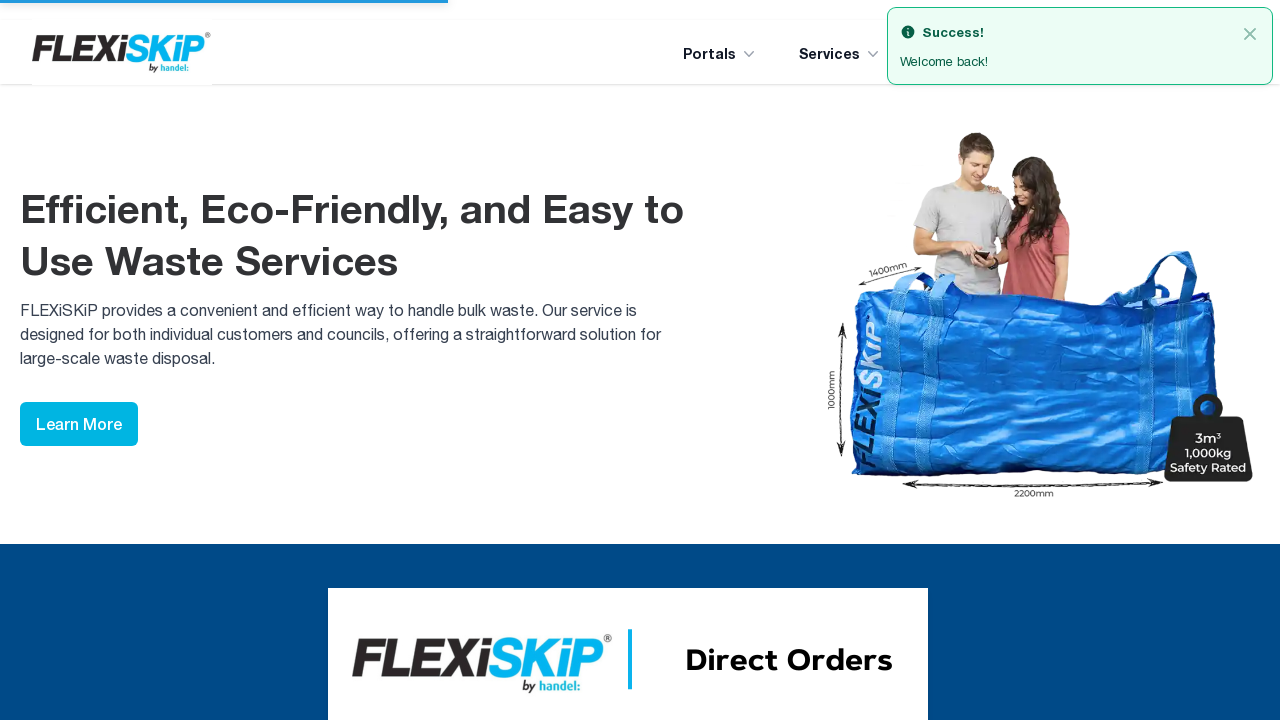 FLEXiSKiP®
by handel:
Portals
Services
Success!
Welcome back!
Efficient, Eco-Friendly, and Easy to
Use Waste Services
FLEXiSKiP provides a convenient and efficient way to handle bulk waste. Our service is
designed for both individual customers and councils, offering a straightforward solution for
large-scale waste disposal.
Learn More
1400mm
1000mm
FLEXiSKiP
3m³
1,000kg
Safety Rated
2200mm
FLEXiSKiP®
by handel:
Direct Orders